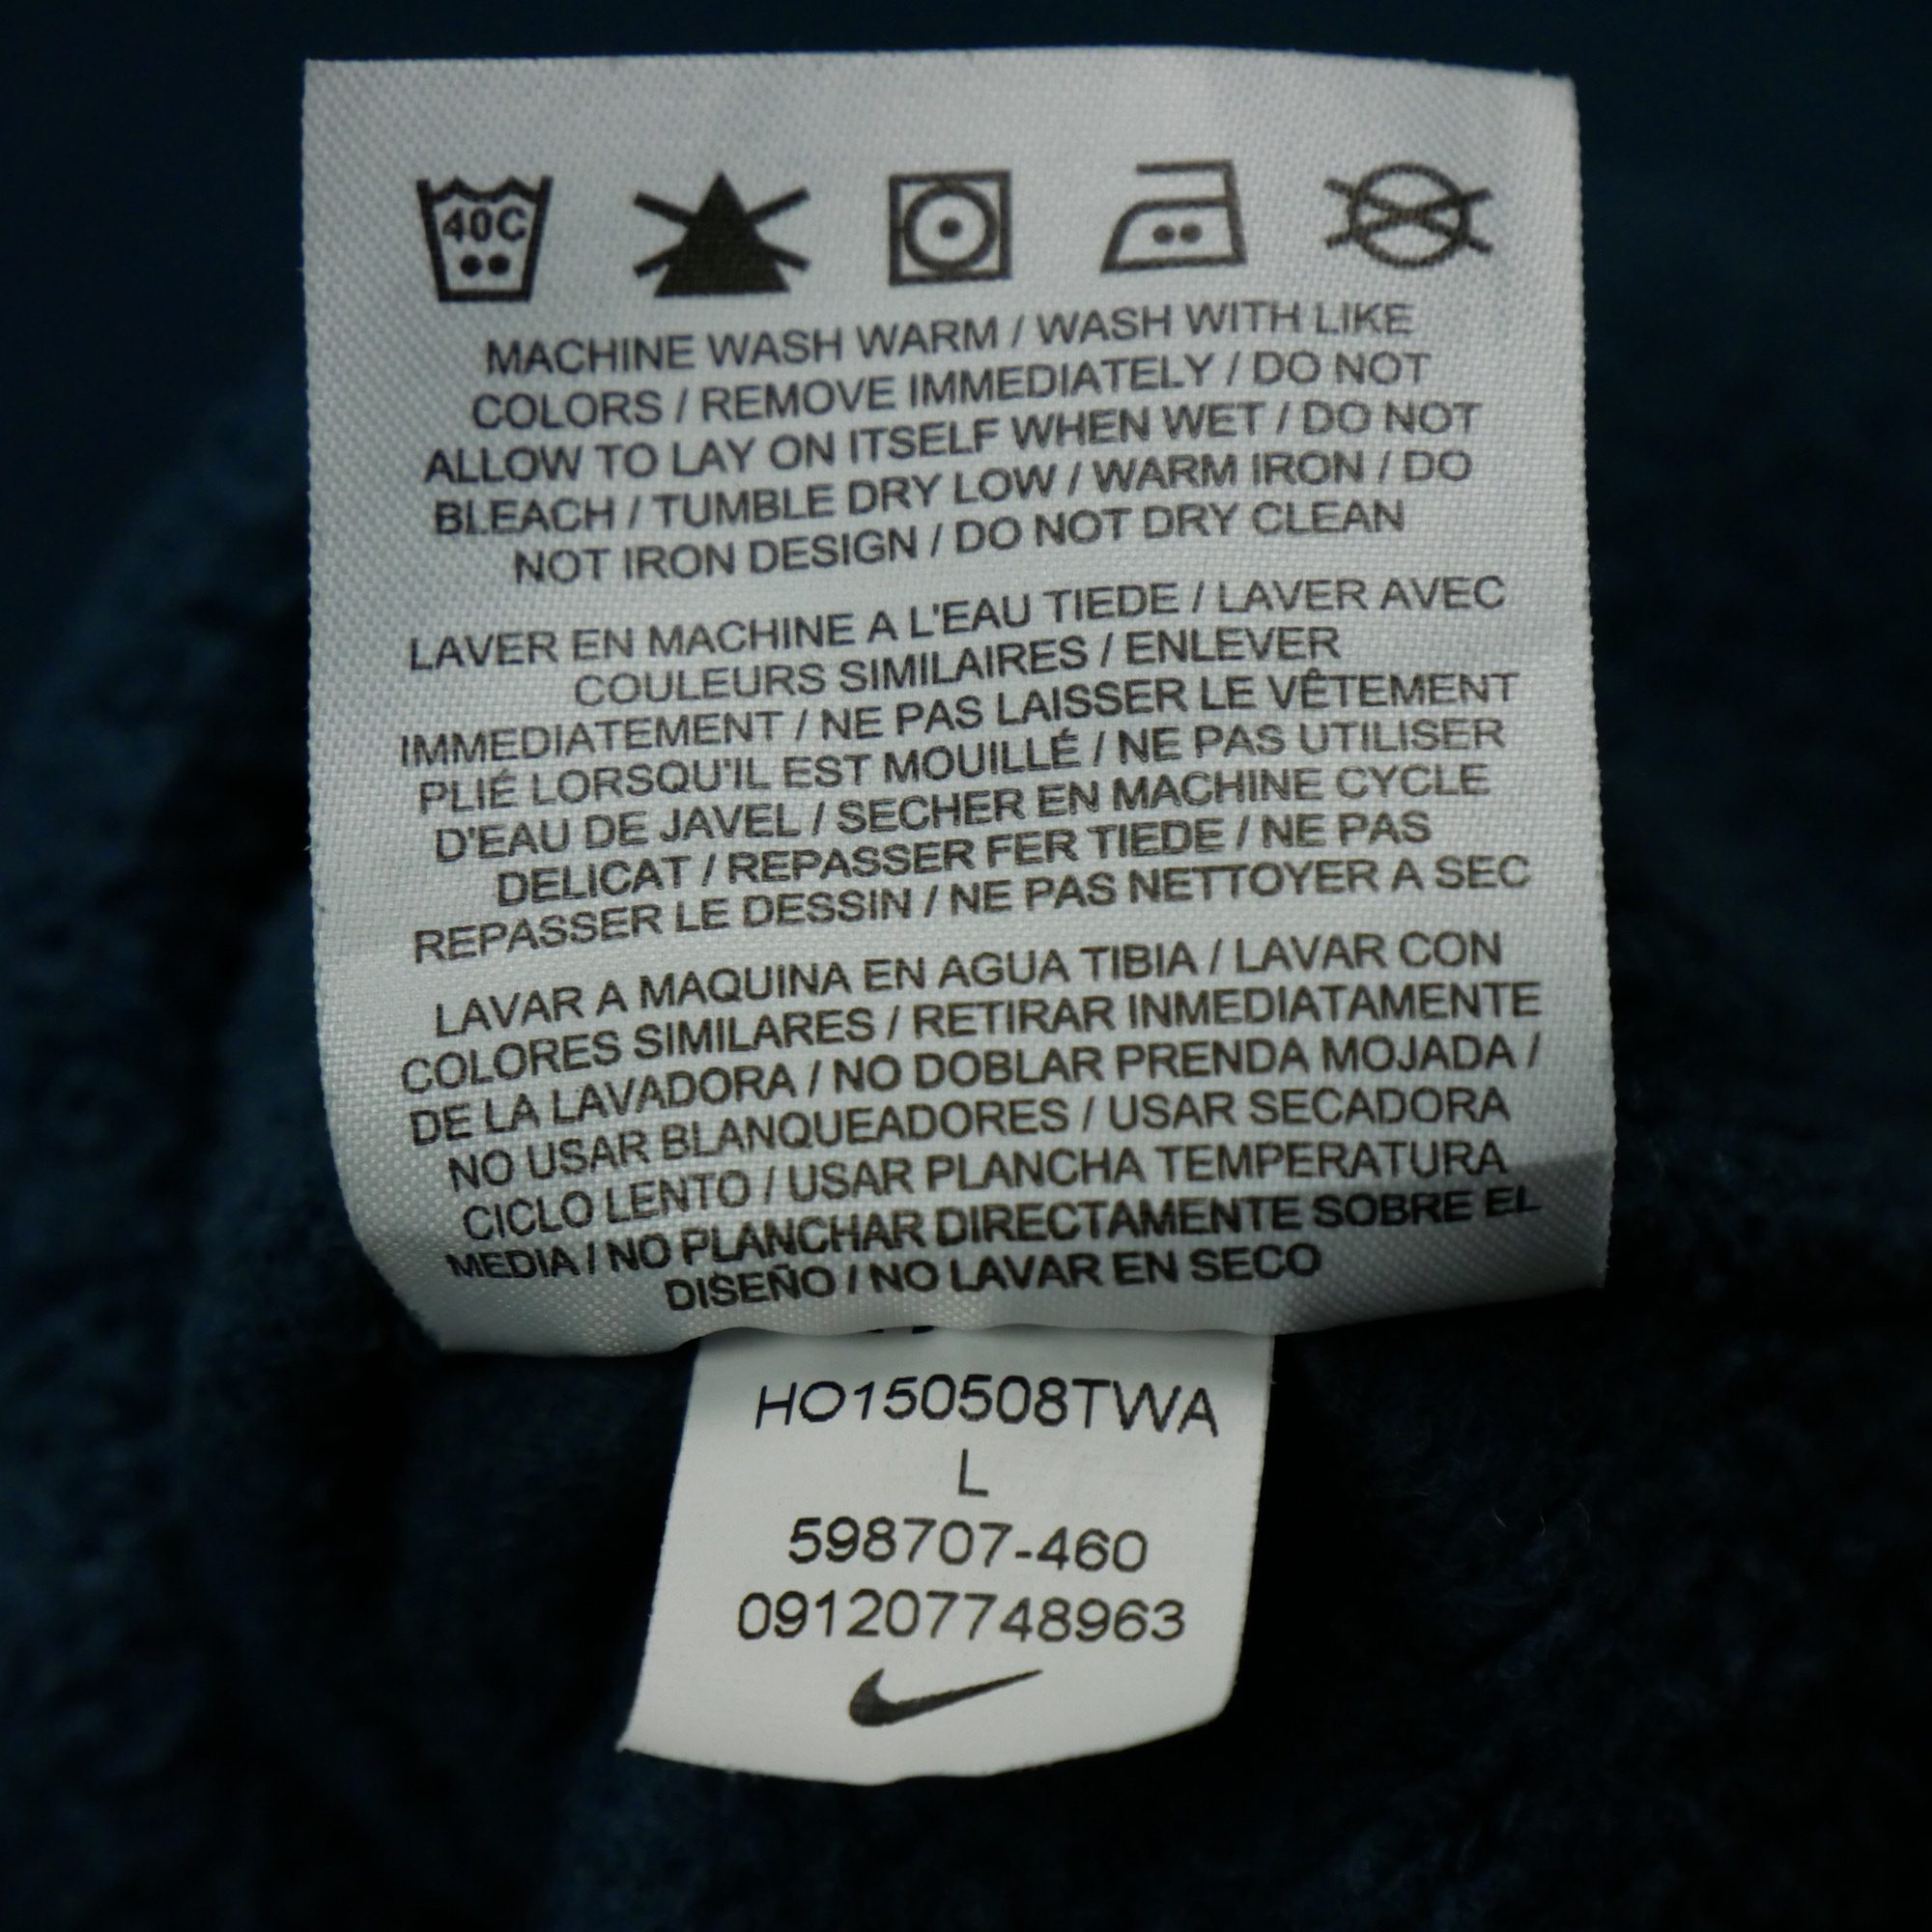 40C
MACHINE WASH WARM / WASH WITH LIKE
COLORS / REMOVE IMMEDIATELY / DO NOT
ALLOW TO LAY ON ITSELF WHEN WET / DO NOT
BLEACH / TUMBLE DRY LOW / WARM IRON / DO
NOT IRON DESIGN / DO NOT DRY CLEAN
LAVER EN MACHINE A L'EAU TIEDE / LAVER AVEC
COULEURS SIMILAIRES / ENLEVER
IMMEDIATEMENT / NE PAS LAISSER LE VÊTEMENT
PLIÉ LORSQU'IL EST MOUILLÉ / NE PAS UTILISER
D'EAU DE JAVEL / SECHER EN MACHINE CYCLE
DELICAT / REPASSER FER TIEDE / NE PAS
REPASSER LE DESSIN / NE PAS NETTOYER A SEC
LAVAR A MAQUINA EN AGUA TIBIA / LAVAR CON
COLORES SIMILARES / RETIRAR INMEDIATAMENTE
DE LA LAVADORA / NO DOBLAR PRENDA MOJADA /
NO USAR BLANQUEADORES / USAR SECADORA
CICLO LENTO / USAR PLANCHA TEMPERATURA
MEDIA / NO PLANCHAR DIRECTAMENTE SOBRE EL
DISEÑO / NO LAVAR EN SECO
HO150508TWA
L
598707-460
091207748963